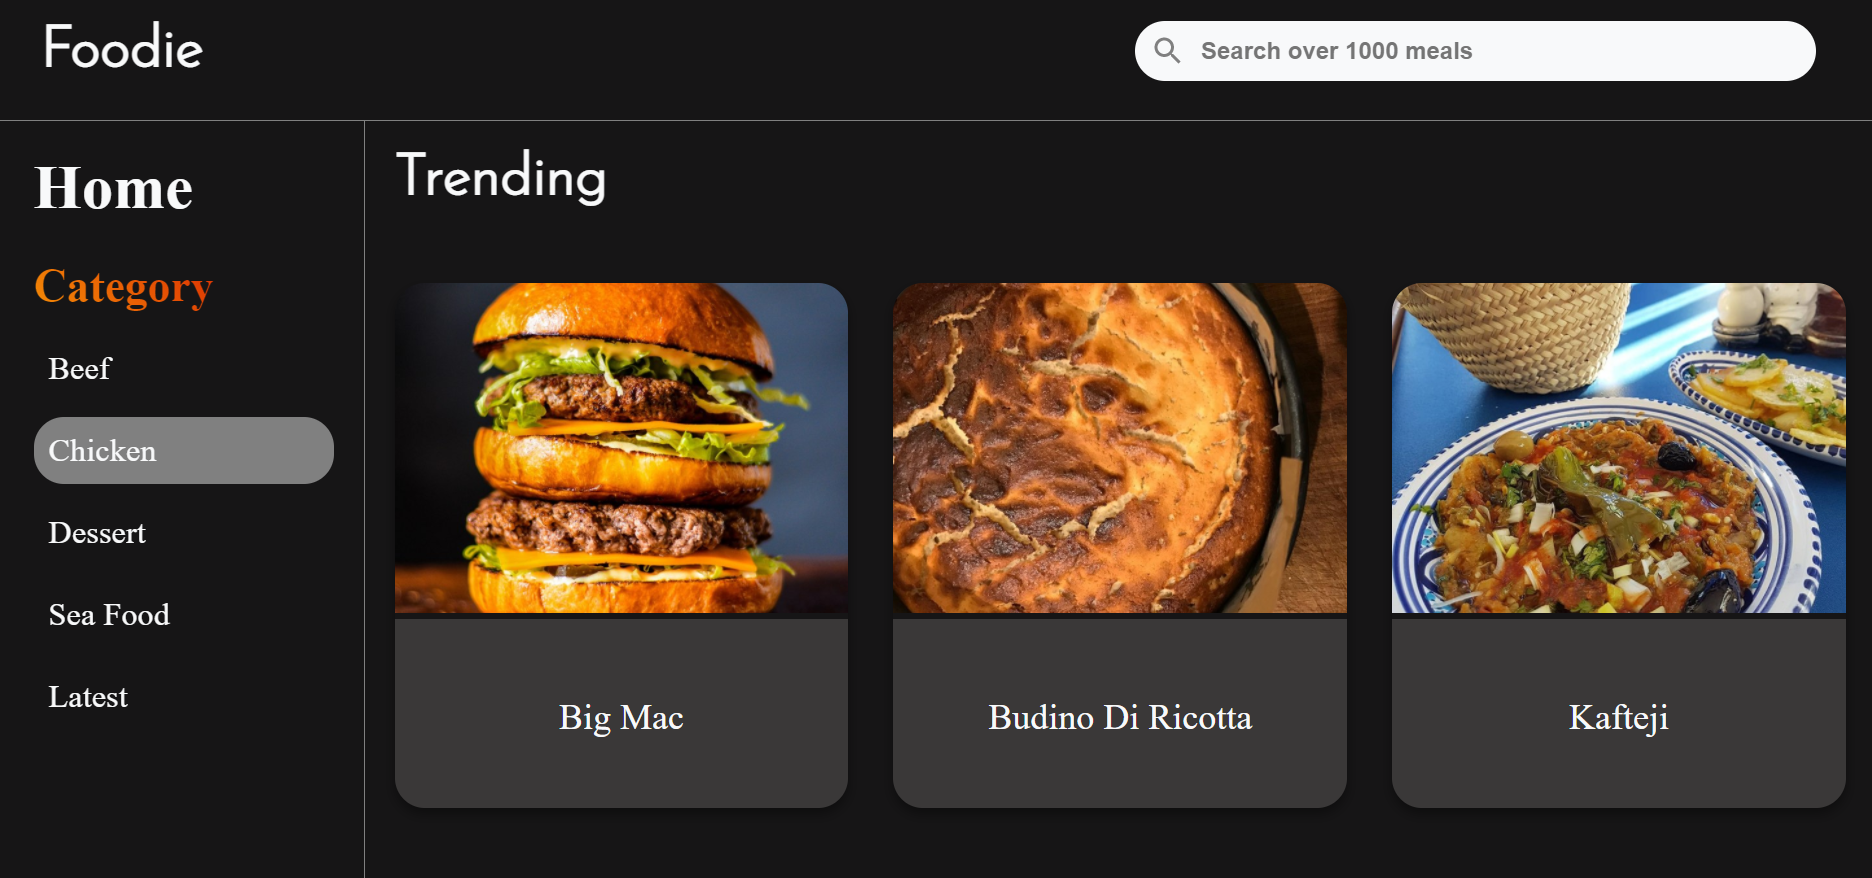 Foodie
Search over 1000 meals
Home
Category
Beef
Chicken
Dessert
Sea Food
Latest
Trending
Big Mac
Budino Di Ricotta
Kafteji